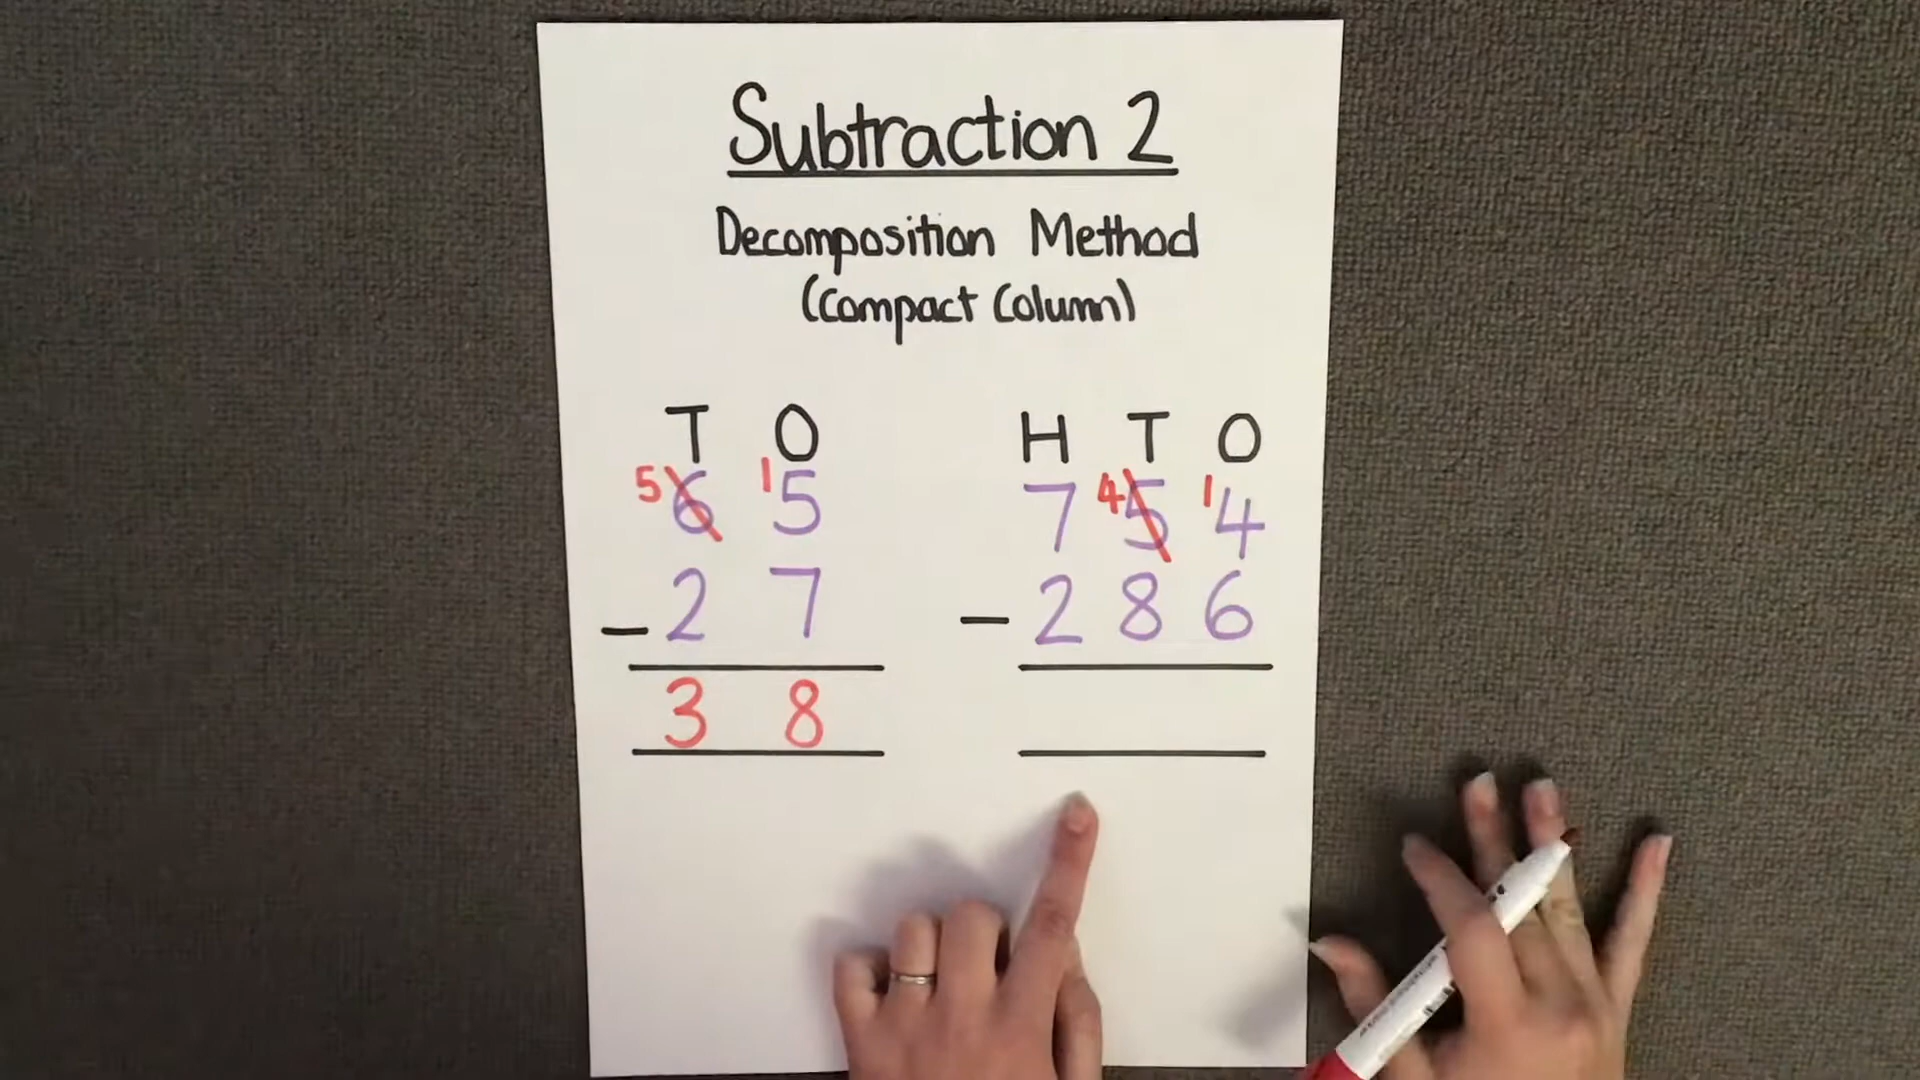 Subtraction 2
Decomposition Method
(Compact Column)
T O
5 6 1 5
- 2 7
3 8
H T O
7 4 5 1 4
- 2 8 6